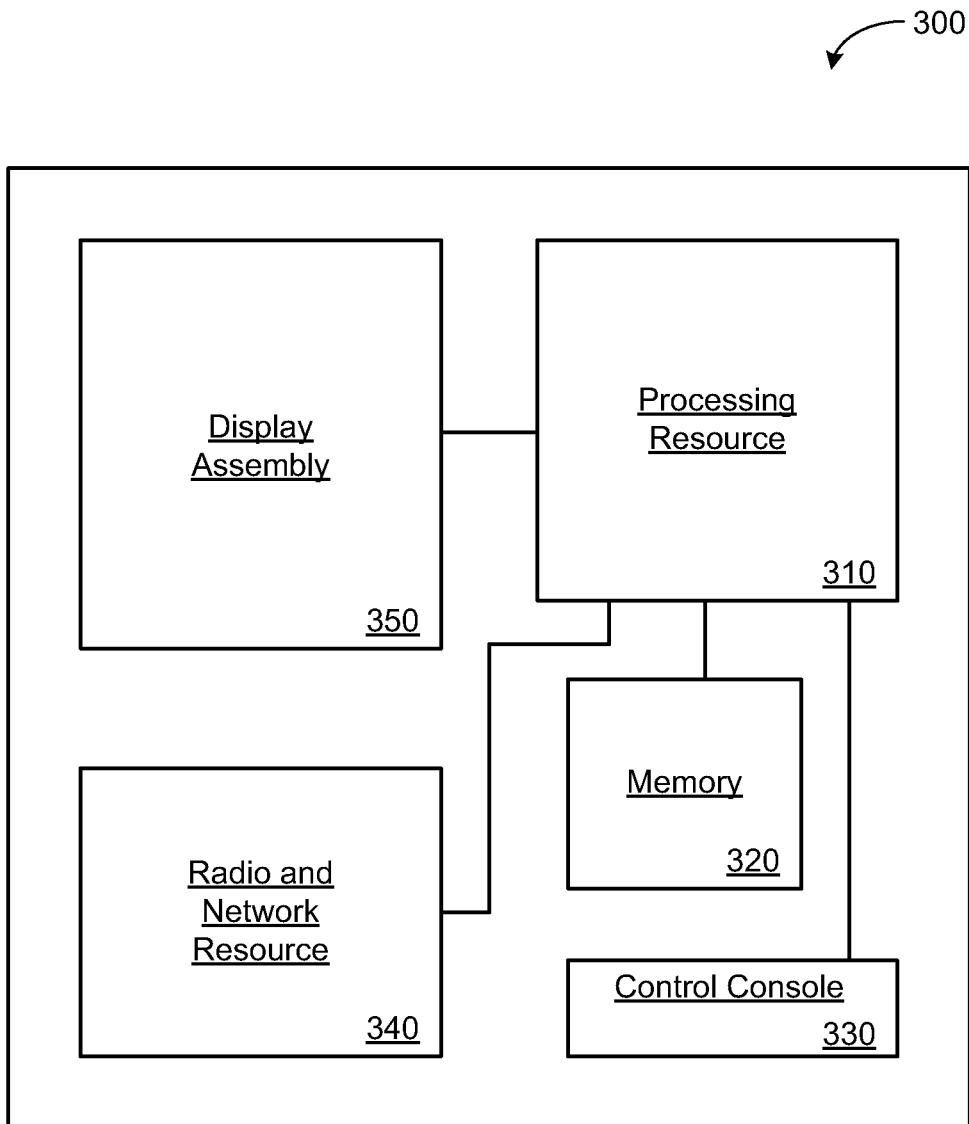 300
Display
Assembly
350
Processing
Resource
310
Memory
320
Radio and
Network
Resource
340
Control Console
330